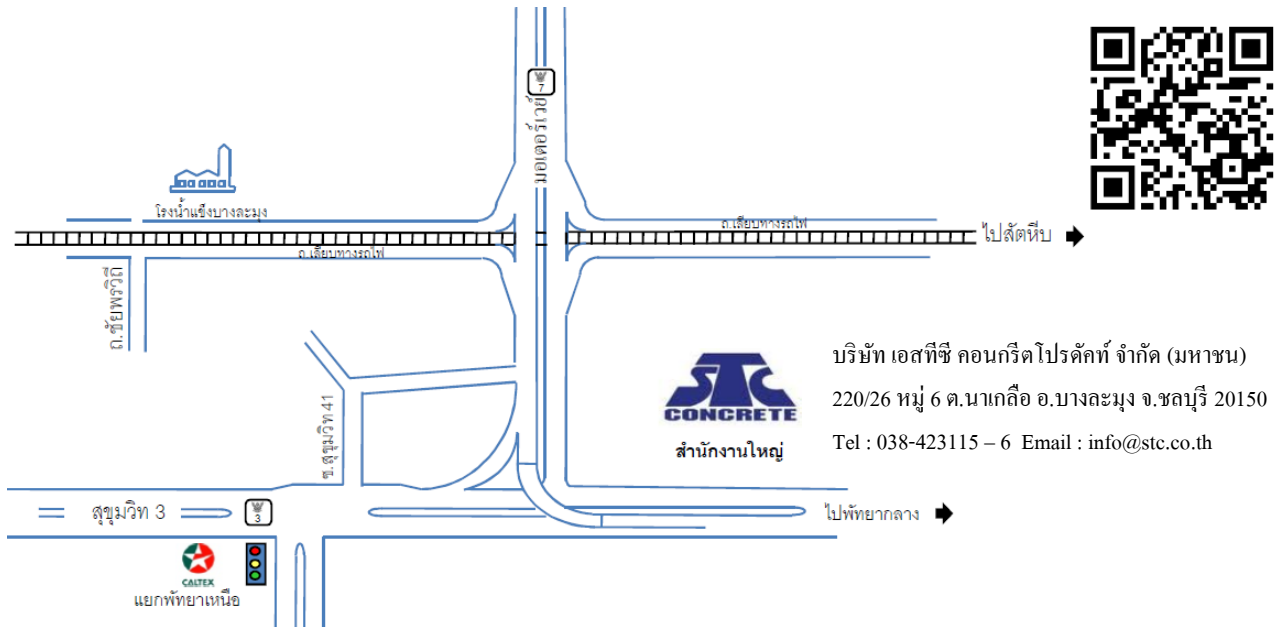 7
มอเตอร์เวย์
โรงน้ำแข็งบางละมุง
ถ.เลียบทางรถไฟ
ถ.เลียบทางรถไฟ
ไปสัตหีบ
ถ.ชัยพรวิถี
ซ.สุขุมวิท 41
STC
CONCRETE
สำนักงานใหญ่
บริษัท เอสทีซี คอนกรีตโปรดัคท์ จำกัด (มหาชน)
220/26 หมู่ 6 ต.นาเกลือ อ.บางละมุง จ.ชลบุรี 20150
Tel : 038-423115 – 6 Email : info@stc.co.th
สุขุมวิท 3
3
ไปพัทยากลาง
CALTEX
แยกพัทยาเหนือ